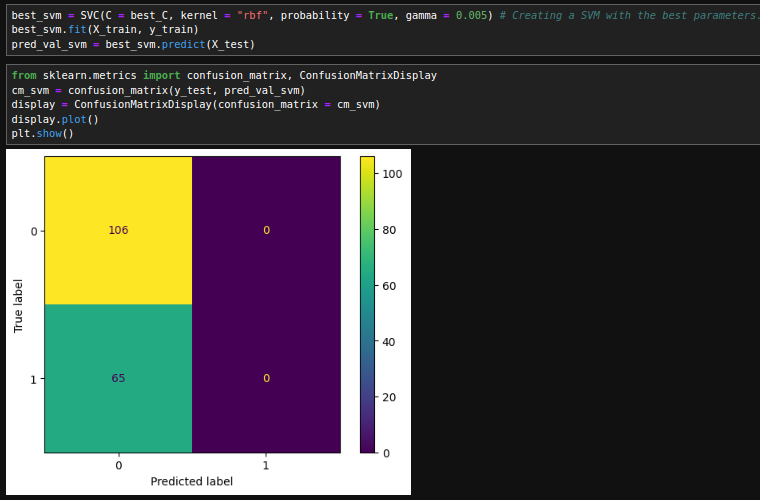 best_svm = SVC(C = best_C, kernel = "rbf", probability = True, gamma = 0.005) # Creating a SVM with the best parameters.
best_svm.fit(X_train, y_train)
pred_val_svm = best_svm.predict(X_test)
from sklearn.metrics import confusion_matrix, ConfusionMatrixDisplay
cm_svm = confusion_matrix(y_test, pred_val_svm)
display = ConfusionMatrixDisplay(confusion_matrix = cm_svm)
display.plot()
plt.show()
100
80
60
40
20
0
0
106
0
True label
1
65
0
0
1
Predicted label